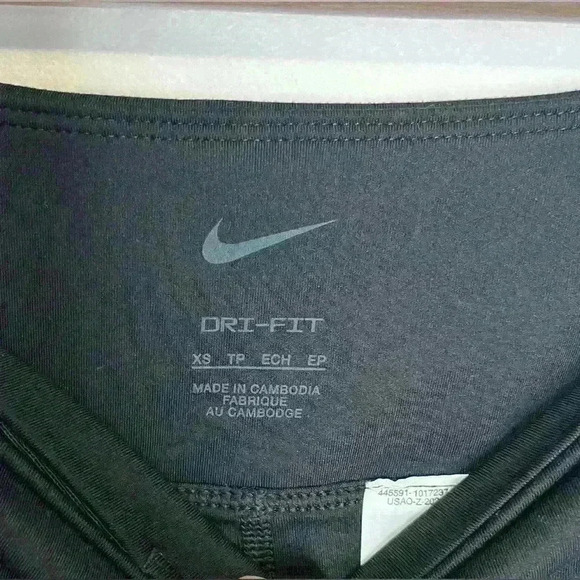 DRI-FIT
XS TP ECH EP
MADE IN CAMBODIA
FABRIQUE
AU CAMBODGE